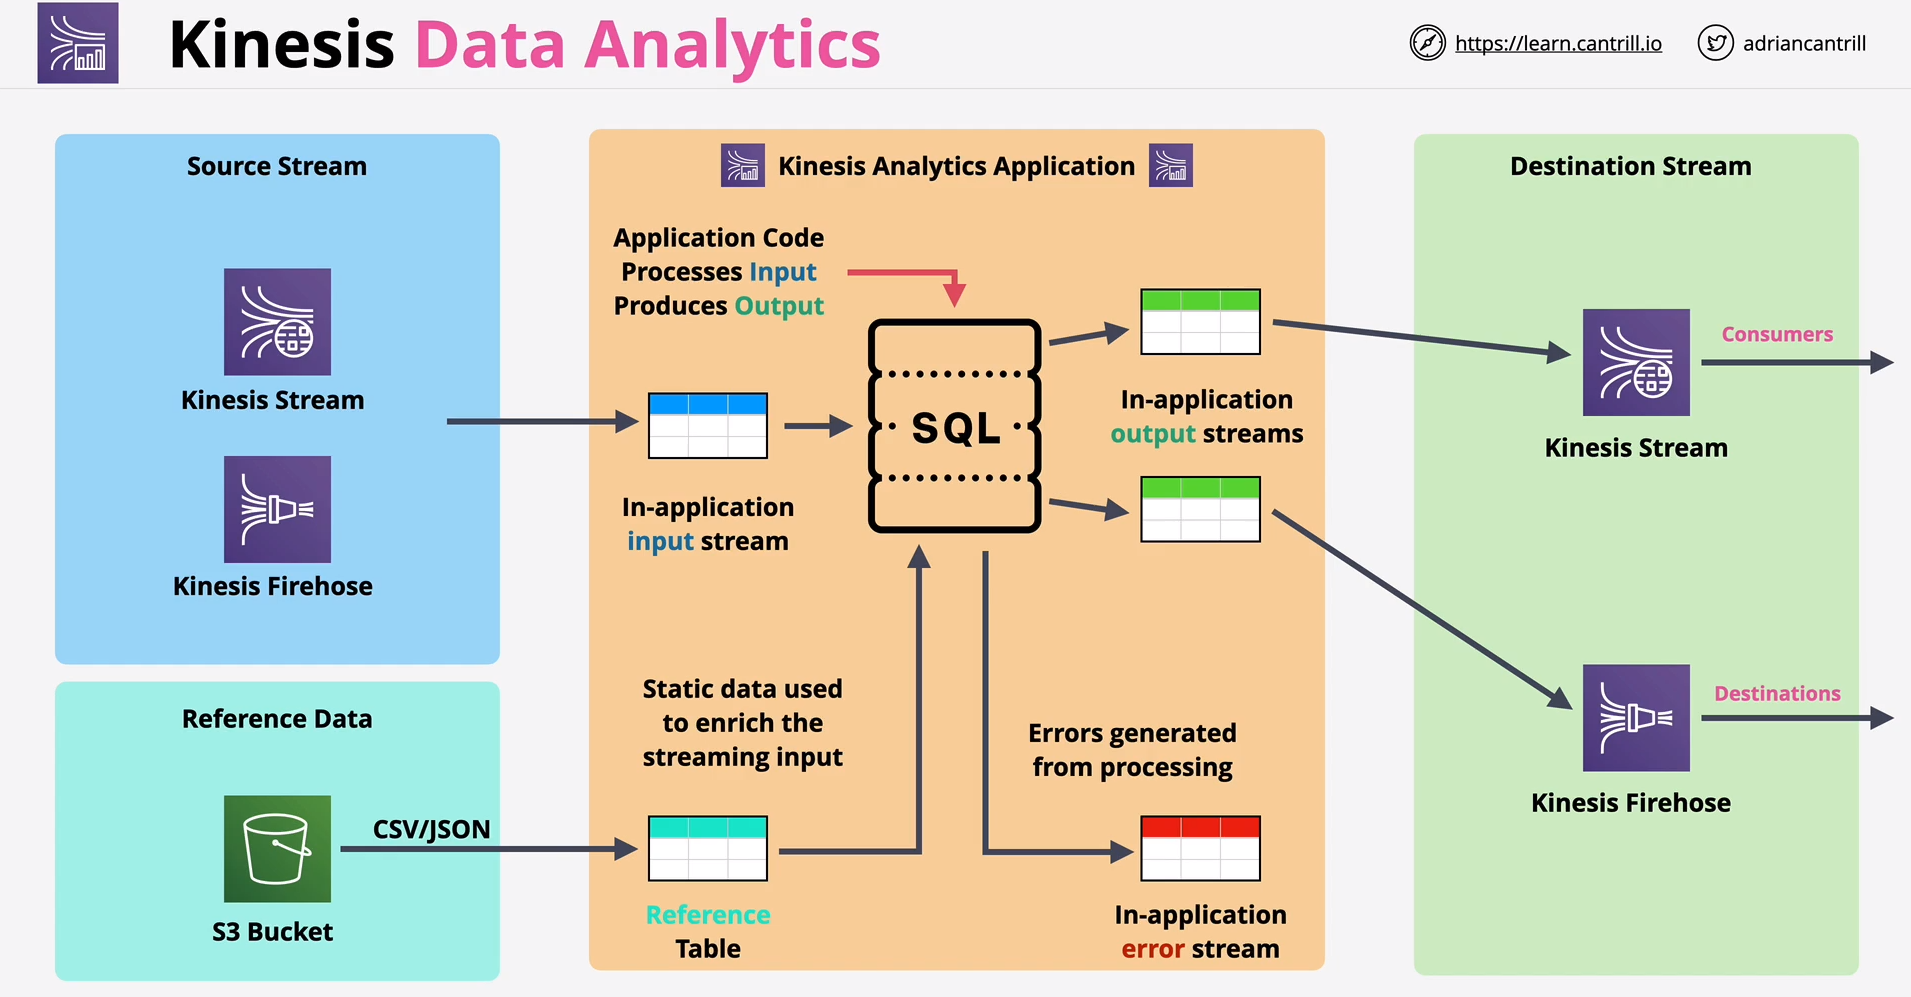 Kinesis Data Analytics
https://learn.cantrill.io
adriancantrill
Source Stream
Kinesis Stream
Kinesis Firehose
Reference Data
CSV/JSON
S3 Bucket
Kinesis Analytics Application
Application Code
Processes Input
Produces Output
In-application
input stream
SQL
In-application
output streams
Static data used
to enrich the
streaming input
Errors generated
from processing
Reference
Table
In-application
error stream
Destination Stream
Consumers
Kinesis Stream
Destinations
Kinesis Firehose